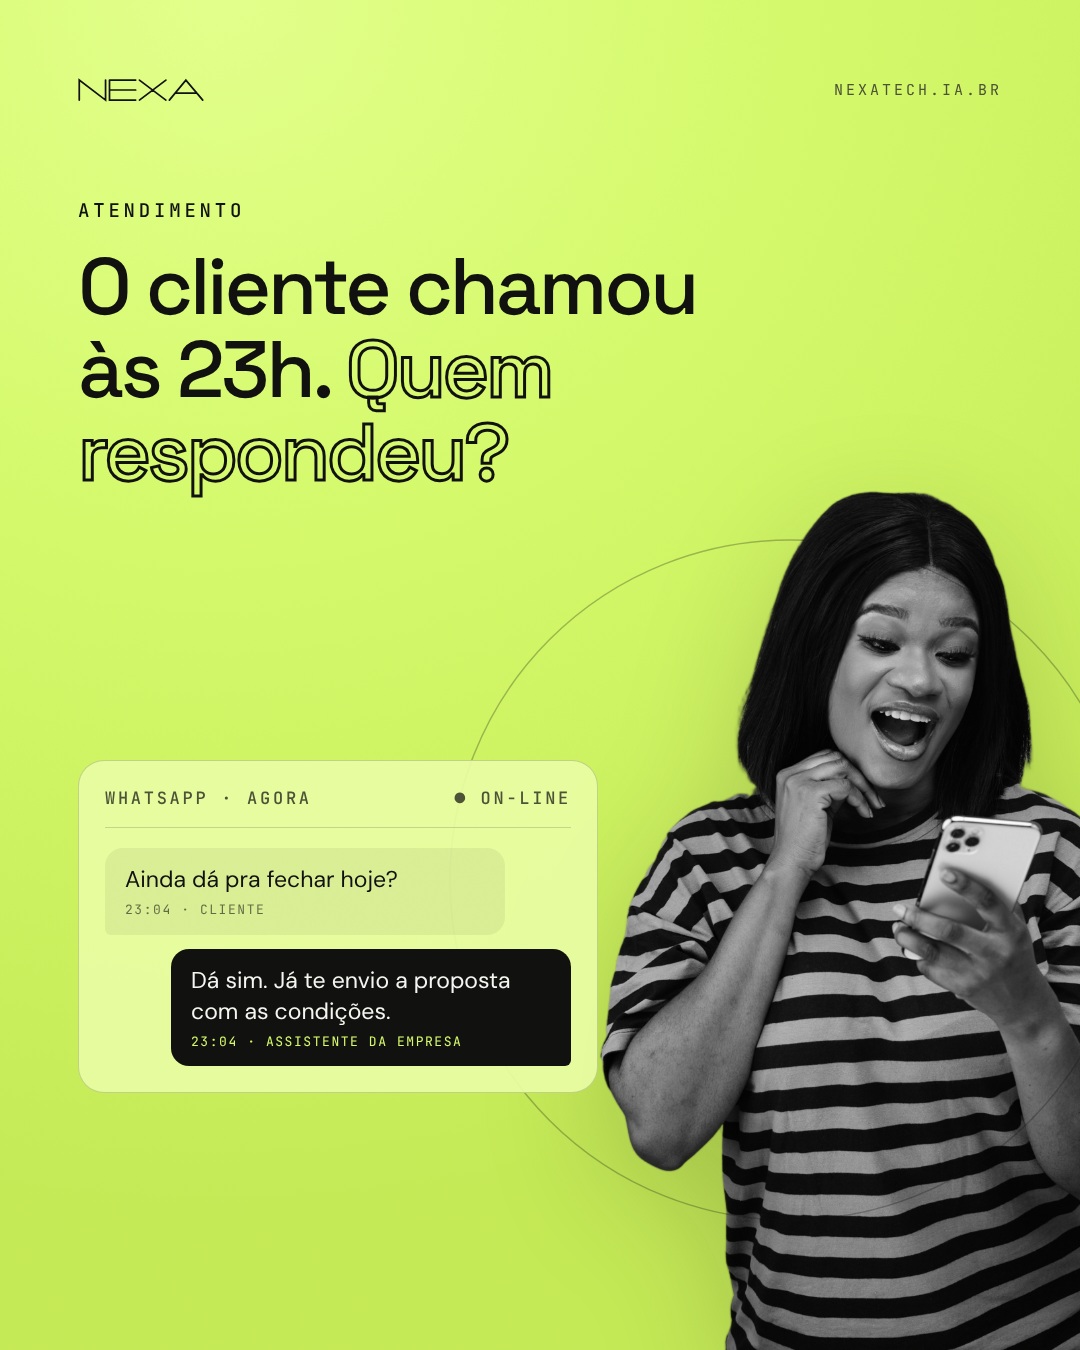 NEXA
NEXATECH.IA.BR
ATENDIMENTO
O cliente chamou
às 23h. Quem
respondeu?
WHATSAPP · AGORA
ON-LINE
Ainda dá pra fechar hoje?
23:04 · CLIENTE
Dá sim. Já te envio a proposta
com as condições.
23:04 · ASSISTENTE DA EMPRESA